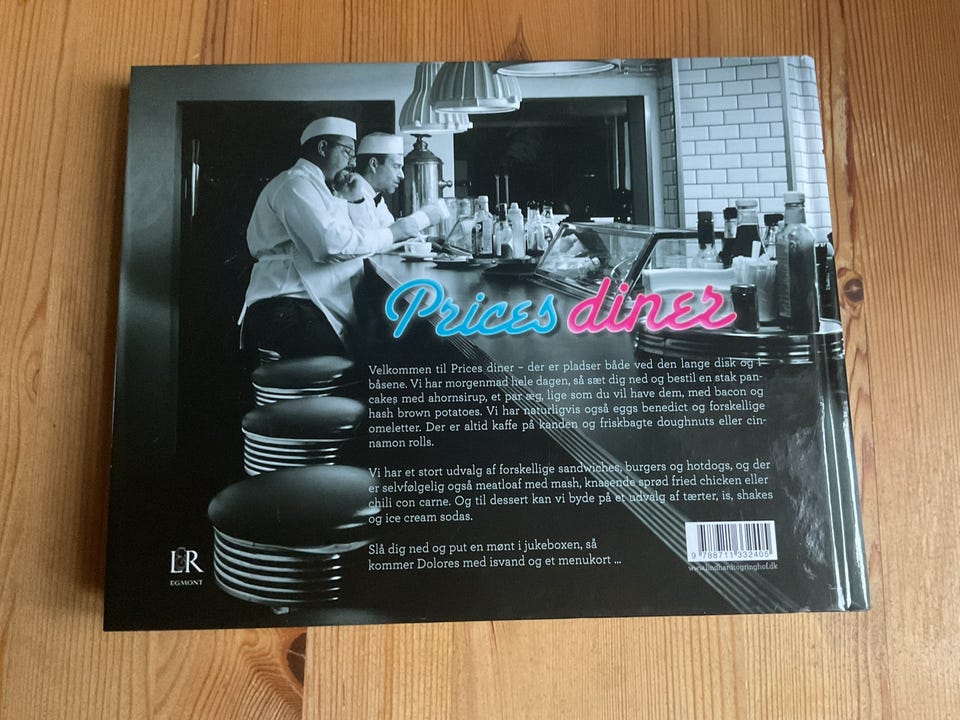 Prices diner
Velkommen til Prices diner – der er pladser både ved den lange disk og i
båsene. Vi har morgenmad hele dagen, så sæt dig ned og bestil en stak pan-
cakes med ahornsirup, et par æg, lige som du vil have dem, med bacon og
hash brown potatoes. Vi har naturligvis også eggs benedict og forskellige
omeletter. Der er altid kaffe på kanden og friskbagte doughnuts eller cin-
namon rolls.
Vi har et stort udvalg af forskellige sandwiches, burgers og hotdogs, og der
er selvfølgelig også meatloaf med mash, knasende sprød fried chicken eller
chili con carne. Og til dessert kan vi byde på et udvalg af tærter, is, shakes
og ice cream sodas.
Slå dig ned og put en mønt i jukeboxen, så
kommer Dolores med isvand og et menukort ...
9 788711 332405
www.lindhardtogringhof.dk
L&R
EGMONT